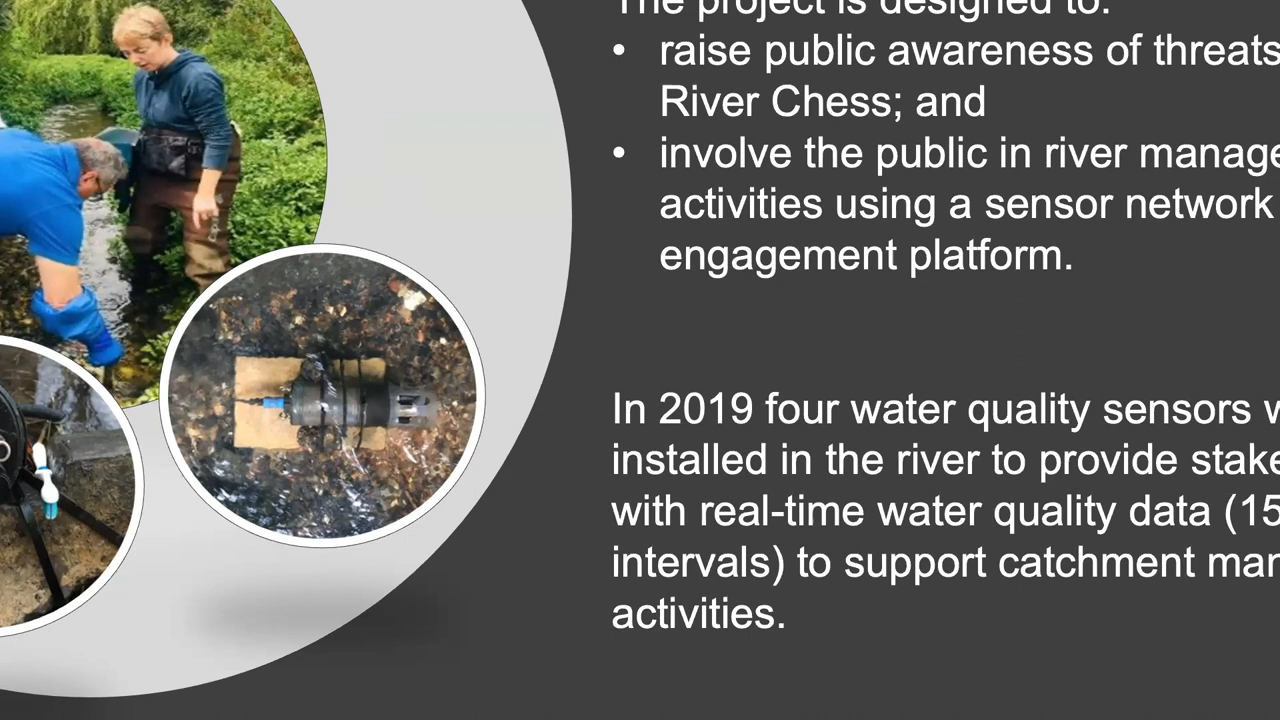 The project is designed to:
• raise public awareness of threats
River Chess; and
• involve the public in river manage
activities using a sensor network
engagement platform.
In 2019 four water quality sensors w
installed in the river to provide stake
with real-time water quality data (15
intervals) to support catchment man
activities.